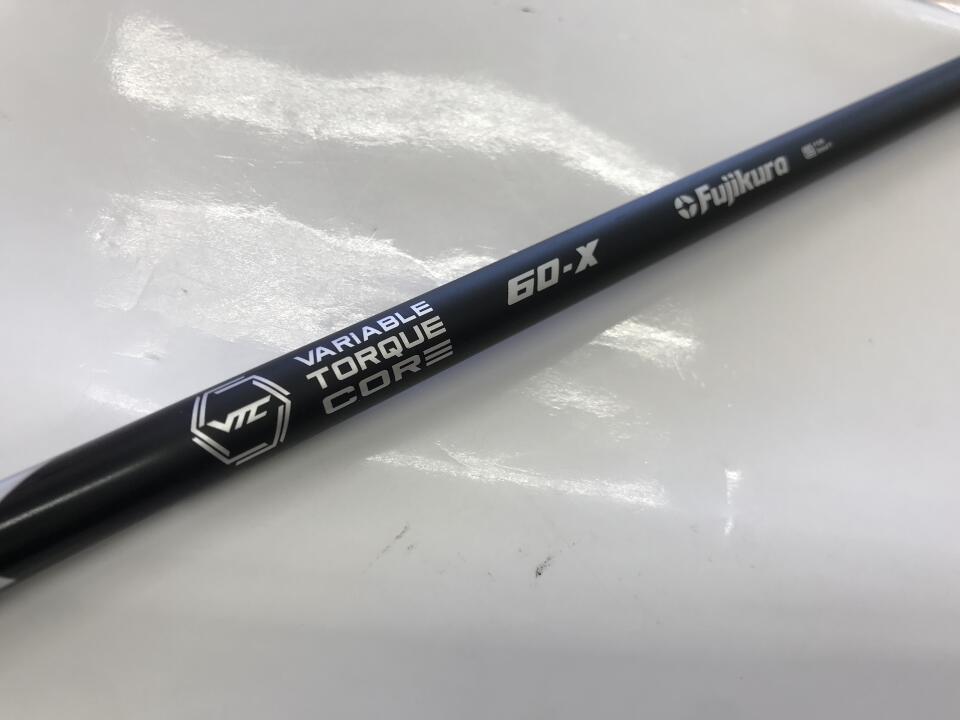 VTC
VARIABLE
TORQUE
CORE
60-X
Fujikura